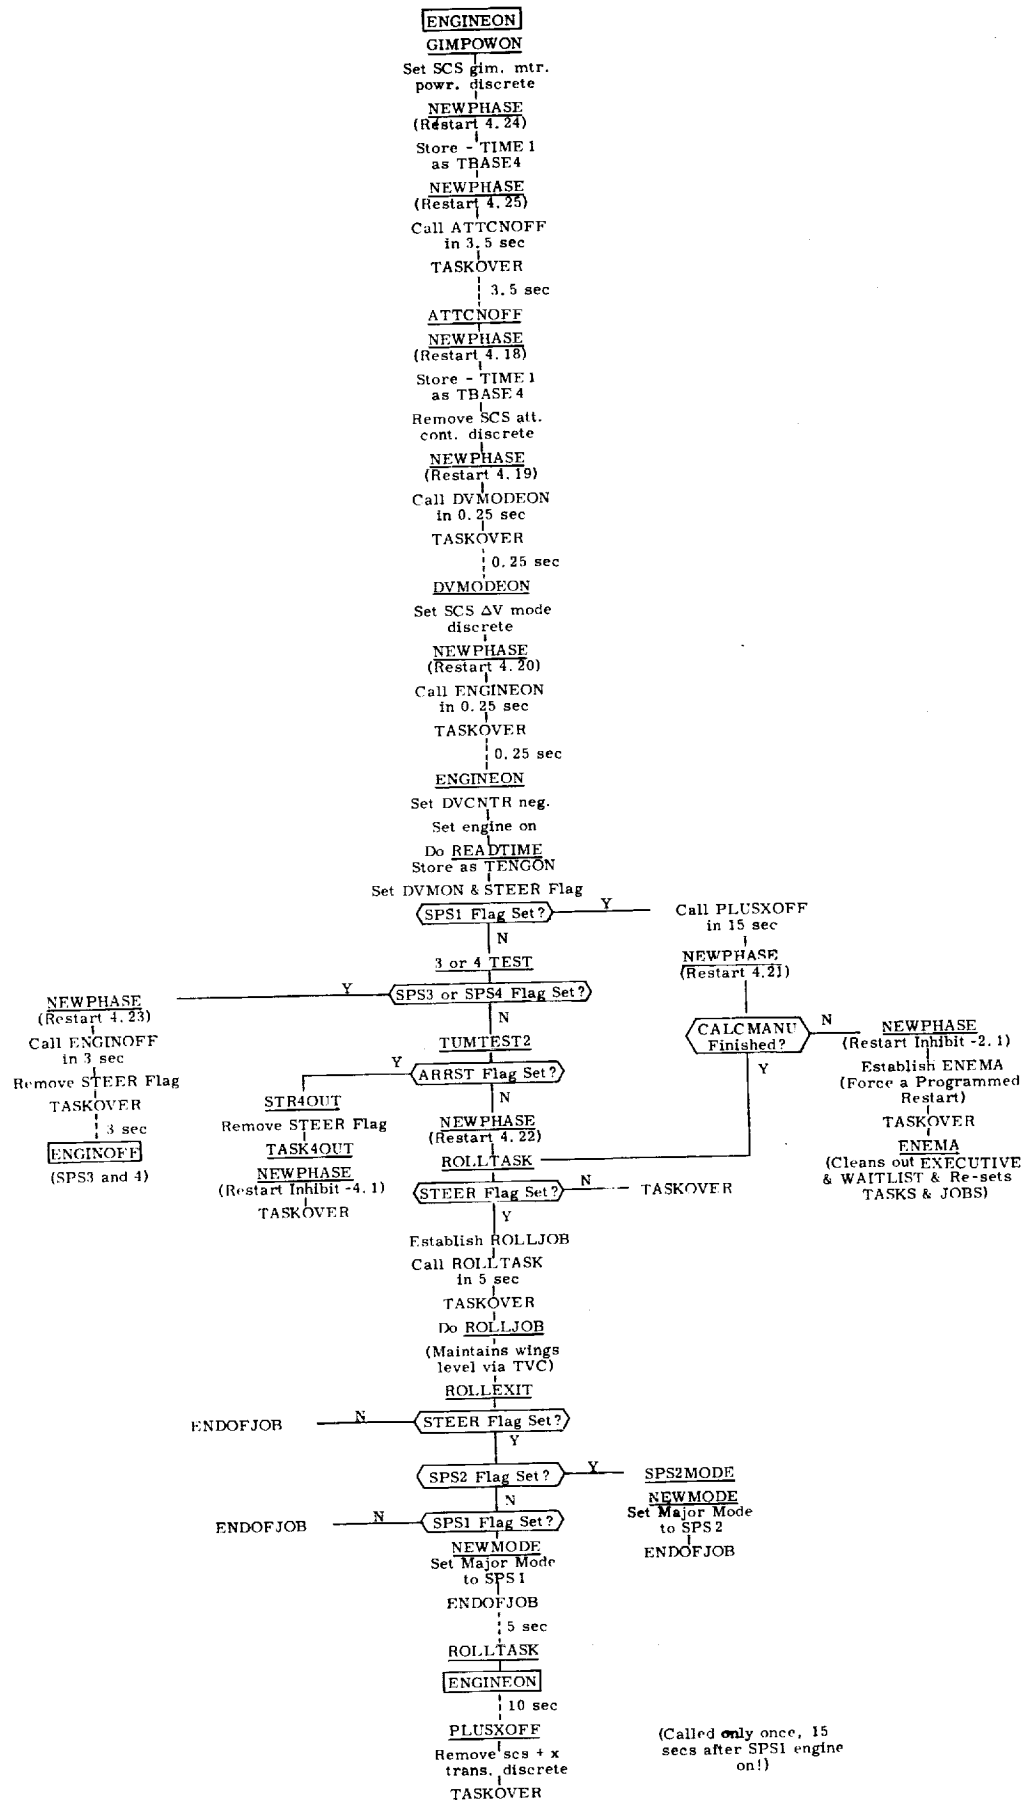 ENGINEON
GIMPOWON
Set SCS gim. mtr.
powr. discrete
NEWPHASE
(Restart 4.24)
Store - TIME 1
as TBASE4
NEWPHASE
(Restart 4.25)
Call ATTCNOFF
in 3.5 sec
TASKOVER
3.5 sec
ATTCNOFF
NEWPHASE
(Restart 4.18)
Store - TIME 1
as TBASE4
Remove SCS att.
cont. discrete
NEWPHASE
(Restart 4.19)
Call DVMODEON
in 0.25 sec
TASKOVER
0.25 sec
DVMODEON
Set SCS ΔV mode
discrete
NEWPHASE
(Restart 4.20)
Call ENGINEON
in 0.25 sec
TASKOVER
0.25 sec
ENGINEON
Set DVCNTR neg.
Set engine on
Do READTIME
Store as TENGON
Set DVMON & STEER Flag
SPS1 Flag Set?
Y
N
Call PLUSXOFF
in 15 sec
NEWPHASE
(Restart 4.21)
CALCMANU
Finished?
N
Y
NEWPHASE
(Restart Inhibit -2.1)
Establish ENEMA
(Force a Programmed
Restart)
TASKOVER
ENEMA
(Cleans out EXECUTIVE
& WAITLIST & Re-sets
TASKS & JOBS)
3 or 4 TEST
SPS3 or SPS4 Flag Set?
Y
N
NEWPHASE
(Restart 4.23)
Call ENGINOFF
in 3 sec
Remove STEER Flag
TASKOVER
3 sec
ENGINOFF
(SPS3 and 4)
TUMTEST2
ARRST Flag Set?
Y
N
STR4OUT
Remove STEER Flag
TASK4OUT
NEWPHASE
(Restart Inhibit -4.1)
TASKOVER
NEWPHASE
(Restart 4.22)
ROLLTASK
STEER Flag Set?
N
TASKOVER
Y
Establish ROLLJOB
Call ROLLTASK
in 5 sec
TASKOVER
Do ROLLJOB
(Maintains wings
level via TVC)
ROLLEXIT
STEER Flag Set?
N
ENDOFJOB
Y
SPS2 Flag Set?
Y
SPS2MODE
NEWMODE
Set Major Mode
to SPS2
ENDOFJOB
N
SPS1 Flag Set?
N
ENDOFJOB
NEWMODE
Set Major Mode
to SPS1
ENDOFJOB
5 sec
ROLLTASK
ENGINEON
10 sec
PLUSXOFF
Remove scs + x
trans. discrete
TASKOVER
(Called only once, 15
secs after SPS1 engine
on!)